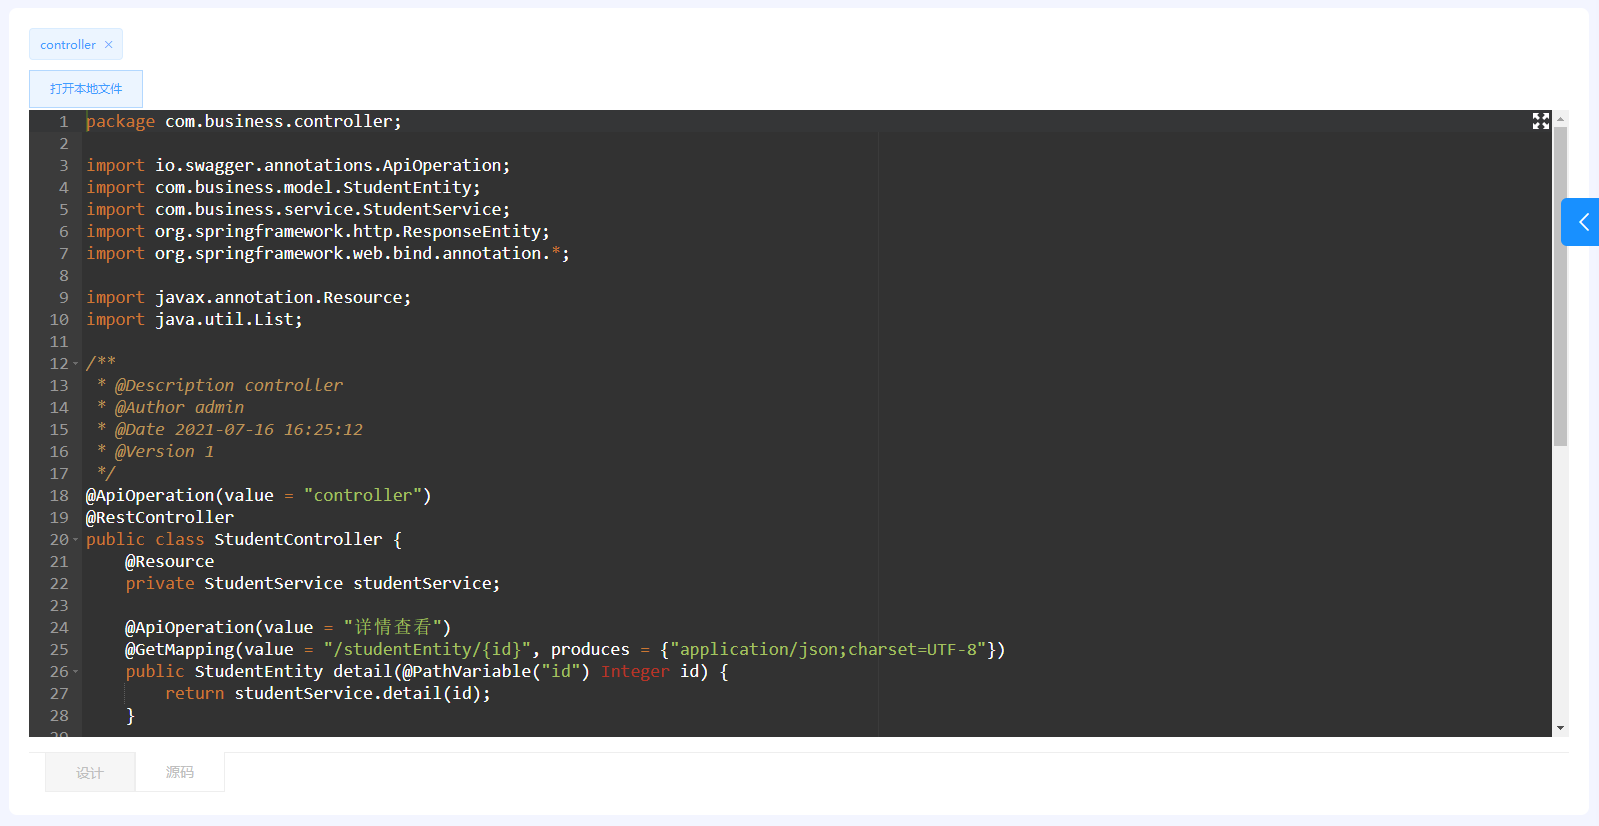 controller ×
打开本地文件
1 package com.business.controller;
2
3 import io.swagger.annotations.ApiOperation;
4 import com.business.model.StudentEntity;
5 import com.business.service.StudentService;
6 import org.springframework.http.ResponseEntity;
7 import org.springframework.web.bind.annotation.*;
8
9 import javax.annotation.Resource;
10 import java.util.List;
11
12 /**
13  * @Description controller
14  * @Author admin
15  * @Date 2021-07-16 16:25:12
16  * @Version 1
17  */
18 @ApiOperation(value = "controller")
19 @RestController
20 public class StudentController {
21     @Resource
22     private StudentService studentService;
23
24     @ApiOperation(value = "详情查看")
25     @GetMapping(value = "/studentEntity/{id}", produces = {"application/json;charset=UTF-8"})
26     public StudentEntity detail(@PathVariable("id") Integer id) {
27         return studentService.detail(id);
28     }
29
设计
源码